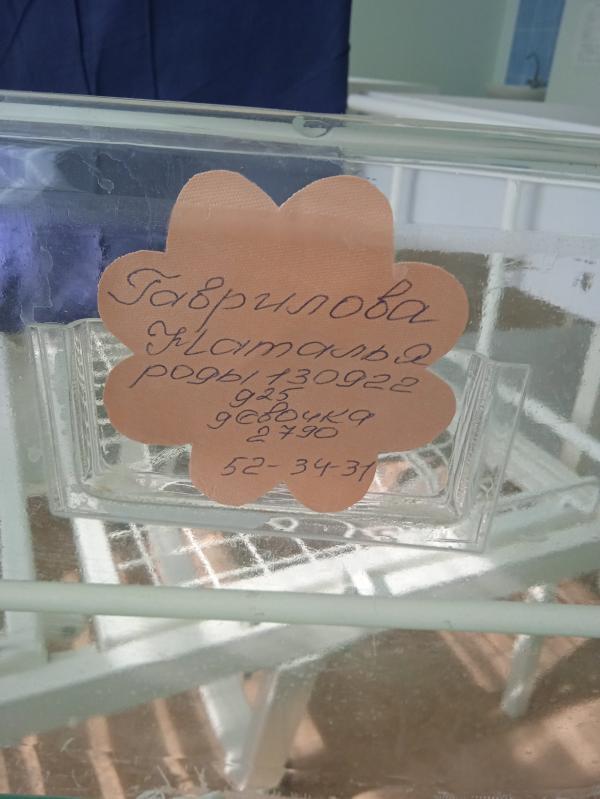 Гаврилова
Наталья
роды 130922
925
девочка
2790
52-34-31